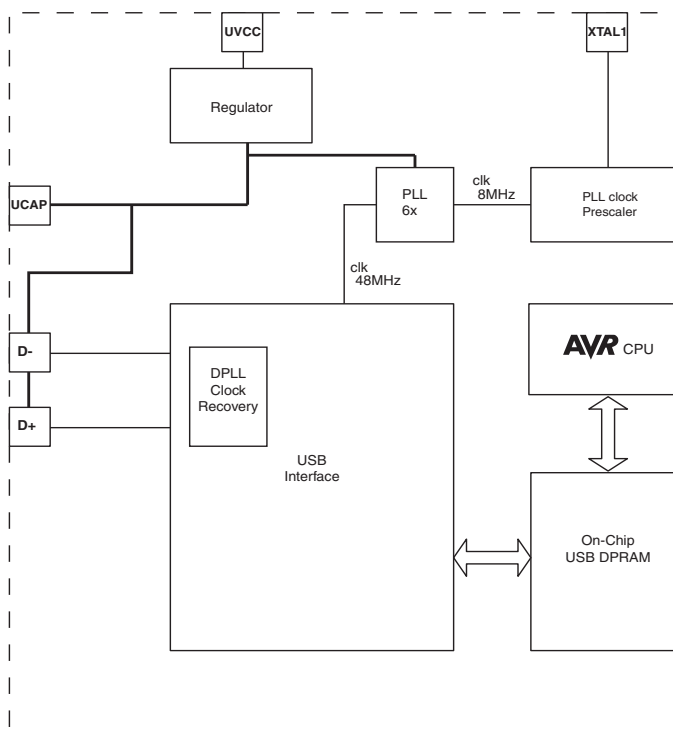 UVCC
XTAL1
Regulator
UCAP
PLL
6x
clk
8MHz
PLL clock
Prescaler
clk
48MHz
D-
D+
DPLL
Clock
Recovery
USB
Interface
AVR CPU
On-Chip
USB DPRAM